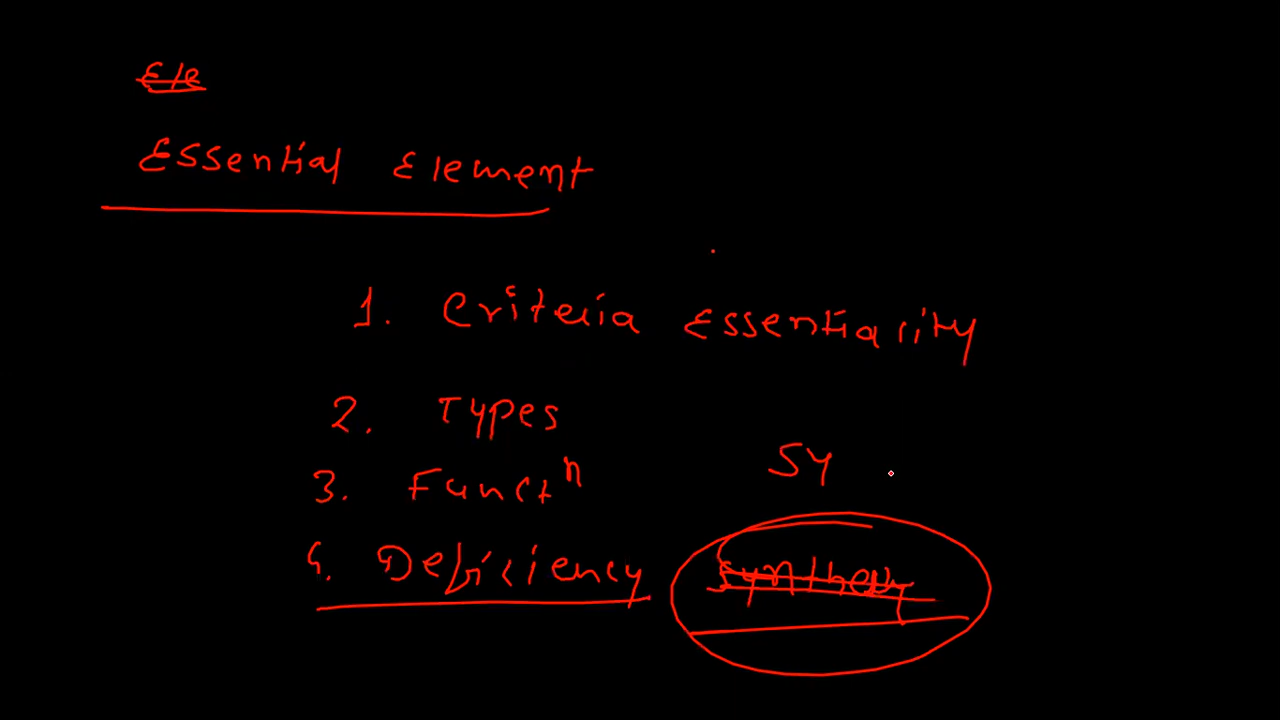 Ele
Essential Element
1. Criteria Essentiality
2. Types
3. Functⁿ
SY
4. Deficiency